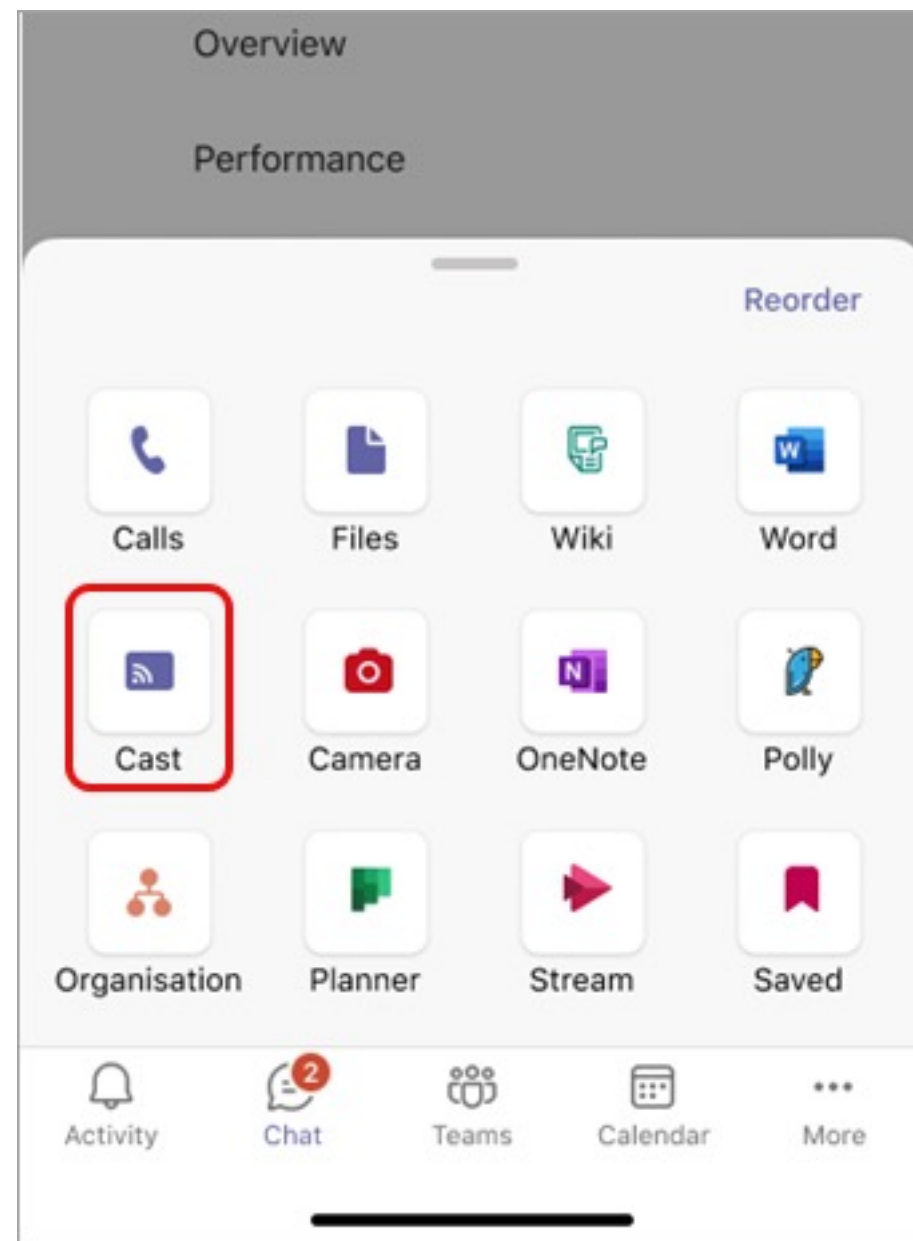 Overview
Performance
Reorder
Calls Files Wiki Word
Cast Camera OneNote Polly
Organisation Planner Stream Saved
2
Activity Chat Teams Calendar More